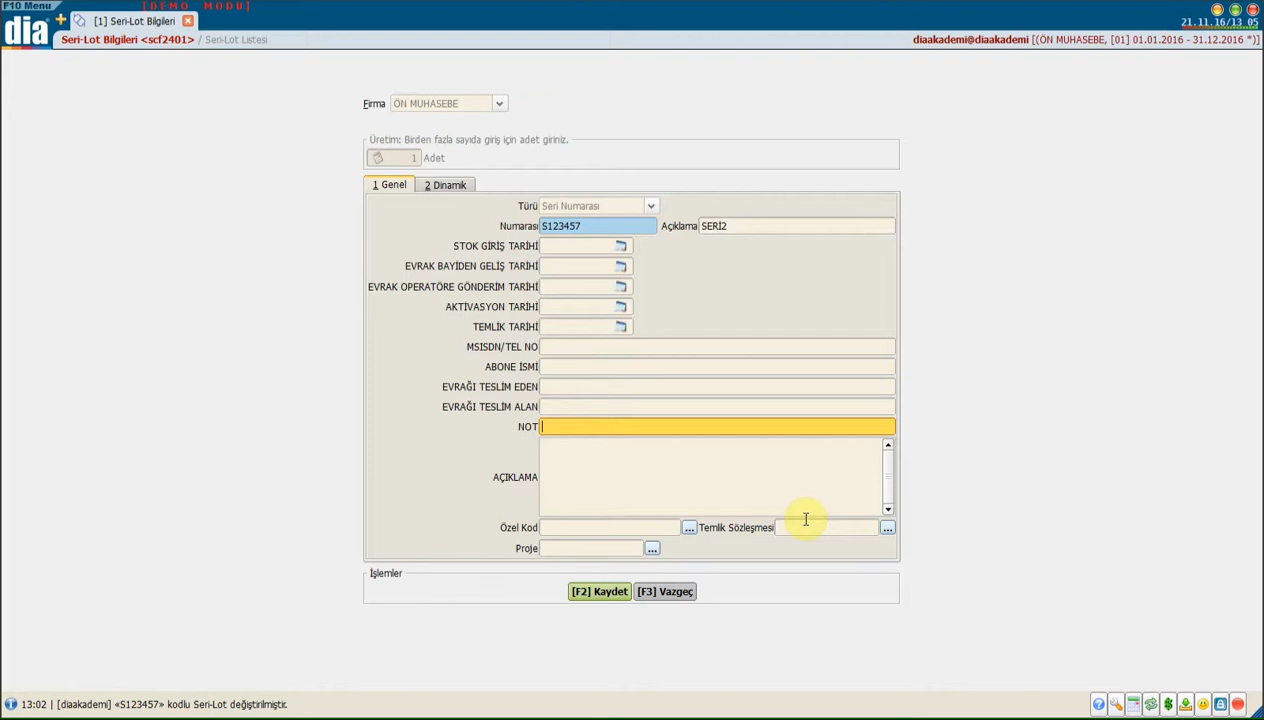 F10 Menu
[DEMO MODU]
dia
[1] Seri-Lot Bilgileri
21.11.16/13 05
Seri-Lot Bilgileri <scf2401> / Seri-Lot Listesi
diaakademi@diaakademi [(ÖN MUHASEBE, [01] 01.01.2016 - 31.12.2016 *)]
Firma ÖN MUHASEBE
Üretim: Birden fazla sayıda giriş için adet giriniz.
1 Adet
1 Genel
2 Dinamik
Türü Seri Numarası
Numarası S123457 Açıklama SERİ2
STOK GİRİŞ TARİHİ
EVRAK BAYİDEN GELİŞ TARİHİ
EVRAK OPERATÖRE GÖNDERİM TARİHİ
AKTİVASYON TARİHİ
TEMLİK TARİHİ
MSISDN/TEL NO
ABONE İSMİ
EVRAĞI TESLİM EDEN
EVRAĞI TESLİM ALAN
NOT
AÇIKLAMA
Özel Kod ... Temlik Sözleşmesi ...
Proje ...
İşlemler
[F2] Kaydet [F3] Vazgeç
13:02 | [diaakademi] «S123457» kodlu Seri-Lot değiştirilmiştir.